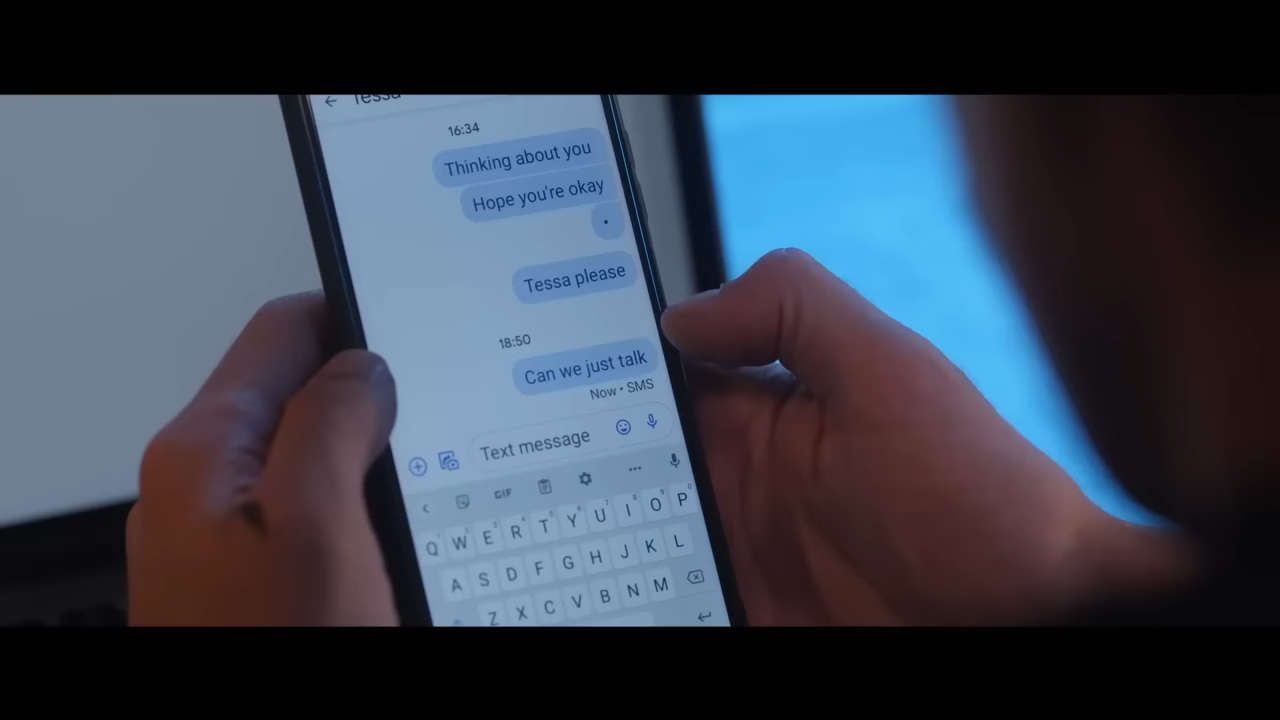 Tessa
16:34
Thinking about you
Hope you're okay
.
Tessa please
18:50
Can we just talk
Now • SMS
Text message
GIF
Q W E R T Y U I O P
A S D F G H J K L
Z X C V B N M